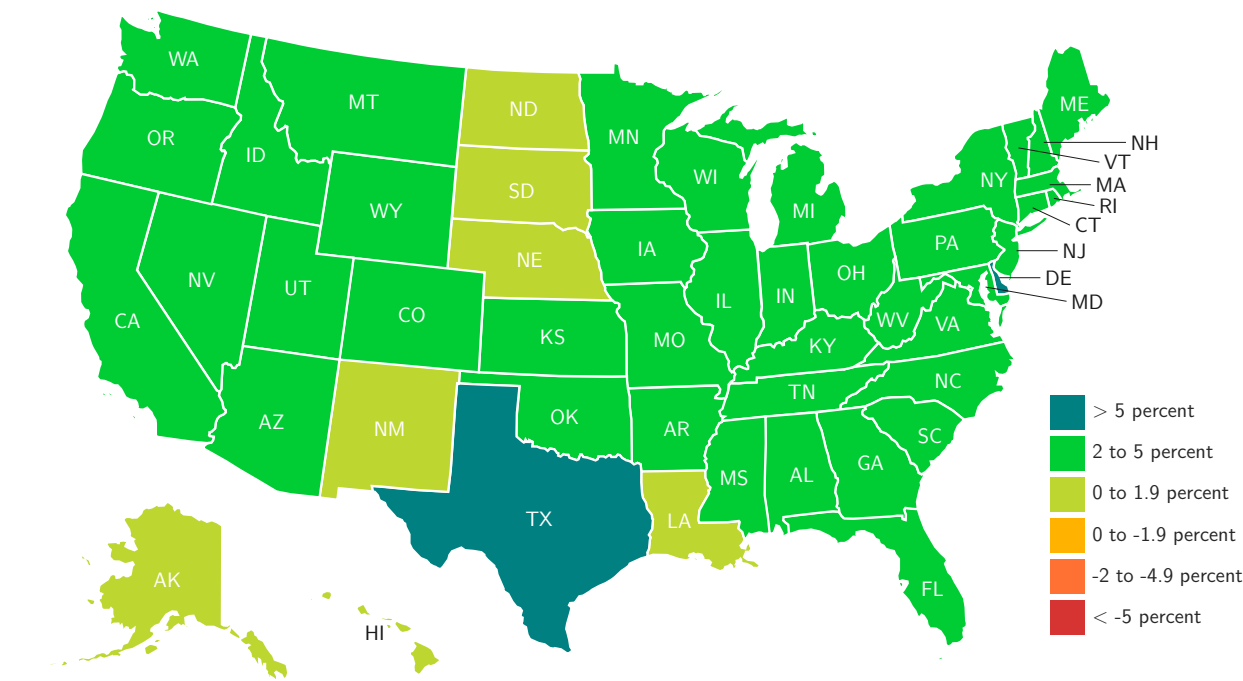 WA
MT
ND
MN
ME
OR
ID
NH
VT
WI
NY
MA
SD
RI
WY
MI
CT
PA
NJ
IA
NE
OH
DE
NV
UT
MD
IL
IN
CO
CA
WV
VA
KS
MO
KY
NC
TN
> 5 percent
OK
AZ
NM
AR
SC
2 to 5 percent
GA
AL
MS
0 to 1.9 percent
TX
LA
0 to -1.9 percent
AK
-2 to -4.9 percent
FL
< -5 percent
HI